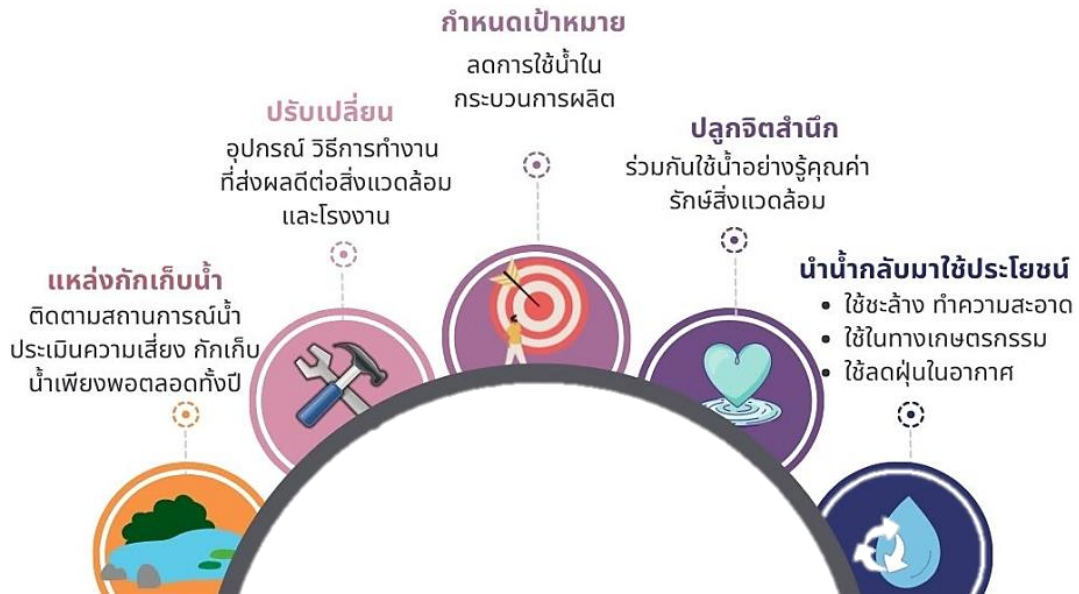 กำหนดเป้าหมาย
ลดการใช้น้ำใน
กระบวนการผลิต
ปรับเปลี่ยน
อุปกรณ์ วิธีการทำงาน
ที่ส่งผลดีต่อสิ่งแวดล้อม
และโรงงาน
ปลูกจิตสำนึก
ร่วมกันใช้น้ำอย่างรู้คุณค่า
รักษ์สิ่งแวดล้อม
แหล่งกักเก็บน้ำ
ติดตามสถานการณ์น้ำ
ประเมินความเสี่ยง กักเก็บ
น้ำเพียงพอตลอดทั้งปี
นำน้ำกลับมาใช้ประโยชน์
• ใช้ชะล้าง ทำความสะอาด
• ใช้ในทางเกษตรกรรม
• ใช้ลดฝุ่นในอากาศ